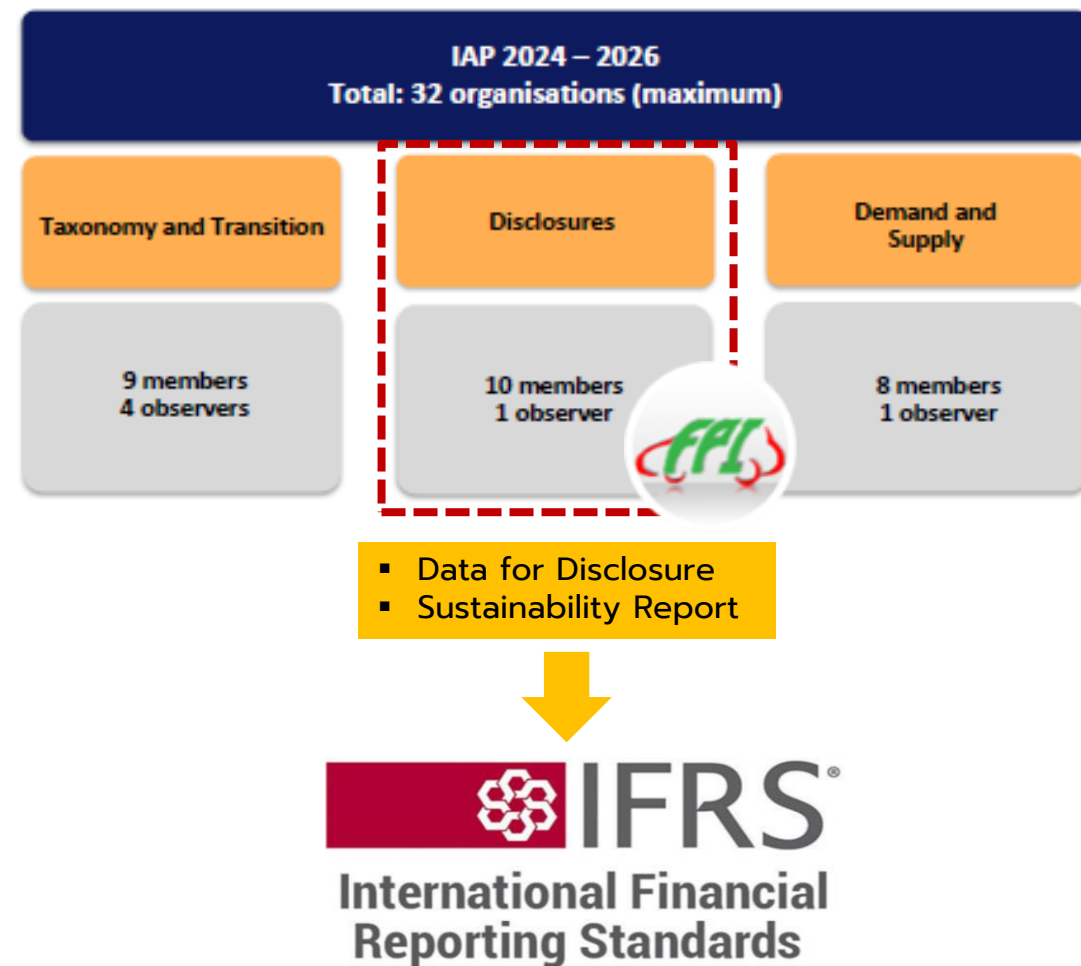 IAP 2024 – 2026
Total: 32 organisations (maximum)
Taxonomy and Transition
Disclosures
Demand and
Supply
9 members
4 observers
10 members
1 observer
8 members
1 observer
FPI
▪ Data for Disclosure
▪ Sustainability Report
IFRS®
International Financial
Reporting Standards